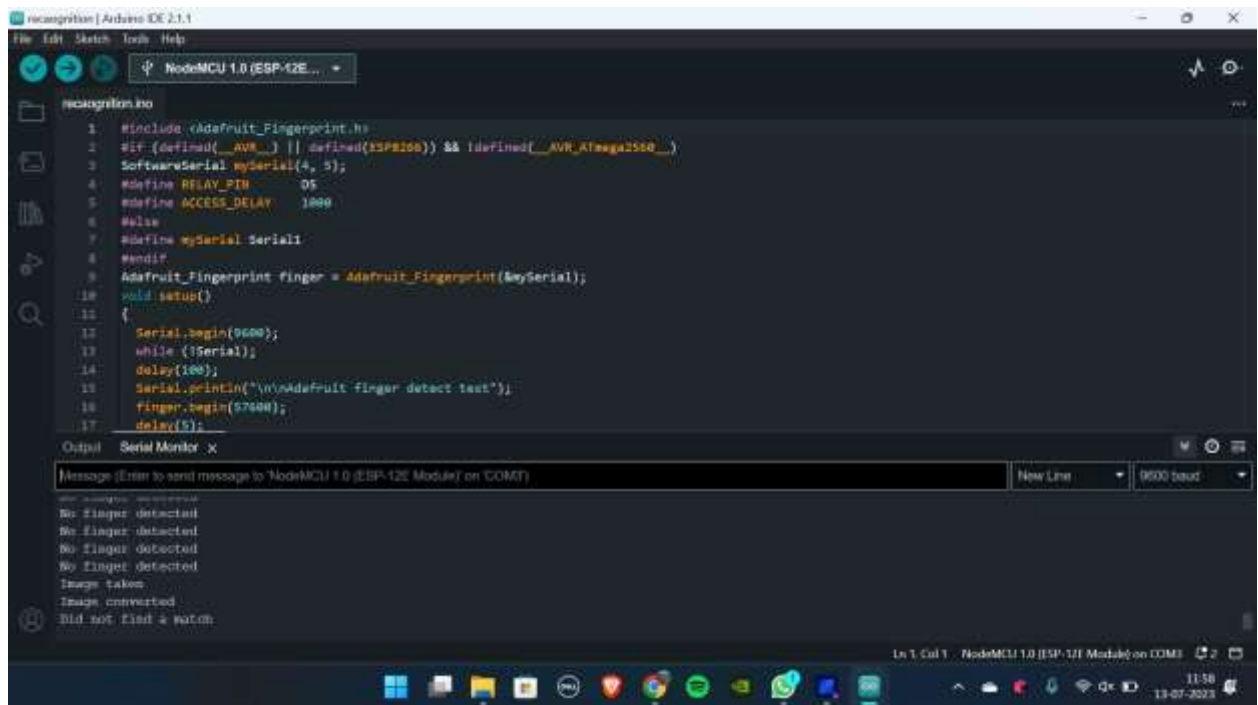 recaognition | Arduino IDE 2.1.1
File Edit Sketch Tools Help
NodeMCU 1.0 (ESP-12E...
recaognition.ino
1 #include <Adafruit_Fingerprint.h>
2 #if (defined(__AVR__) || defined(ESP8266)) && !defined(__AVR_ATmega2560__)
3 SoftwareSerial mySerial(4, 5);
4 #define RELAY_PIN D5
5 #define ACCESS_DELAY 1000
6 #else
7 #define mySerial Serial1
8 #endif
9 Adafruit_Fingerprint finger = Adafruit_Fingerprint(&mySerial);
10 void setup()
11 {
12 Serial.begin(9600);
13 while (!Serial);
14 delay(100);
15 Serial.println("\n\nAdafruit finger detect test");
16 finger.begin(57600);
17 delay(5);
Output Serial Monitor x
Message (Enter to send message to 'NodeMCU 1.0 (ESP-12E Module)' on 'COM3')
New Line 9600 baud
No finger detected
No finger detected
No finger detected
No finger detected
No finger detected
Image taken
Image converted
Did not find a match
Ln 1, Col 1 NodeMCU 1.0 (ESP-12E Module) on COM3 2
DELL
11:58
13-07-2023